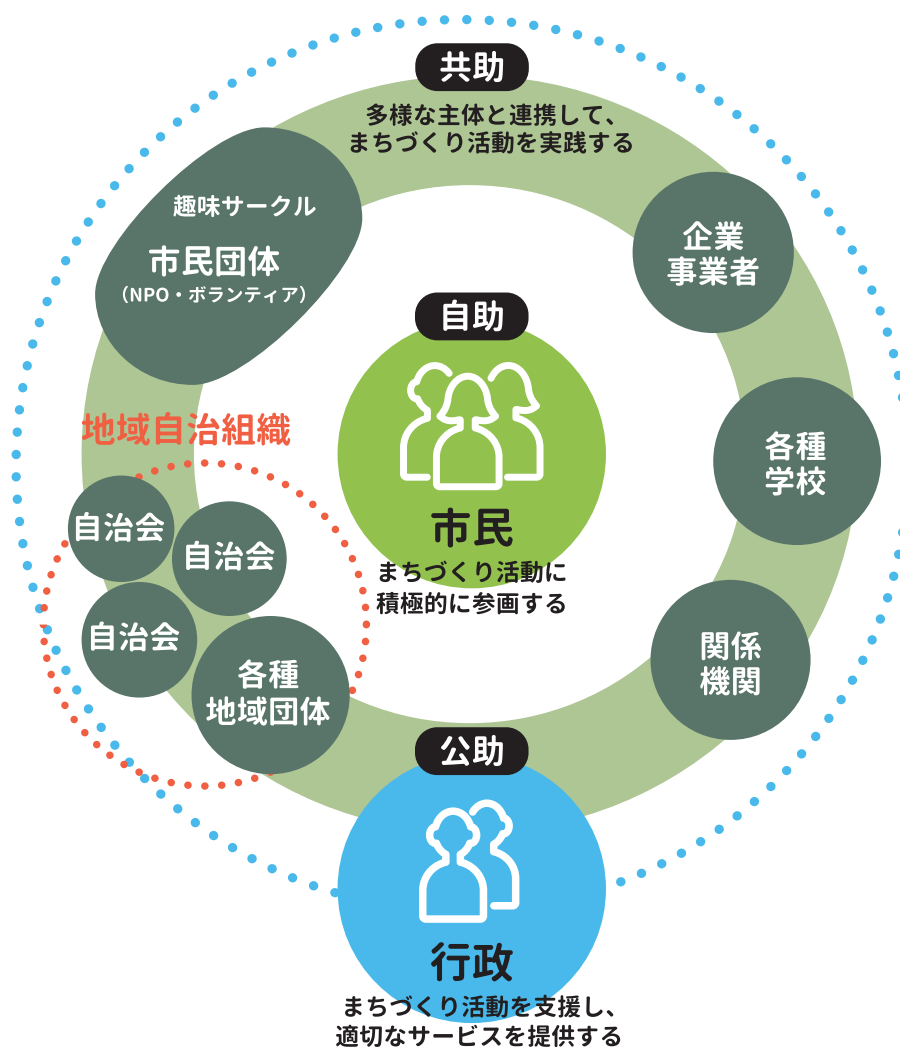 共助
多様な主体と連携して、
まちづくり活動を実践する
趣味サークル
市民団体
（NPO・ボランティア）
企業
事業者
自助
市民
まちづくり活動に
積極的に参画する
各種
学校
地域自治組織
自治会
自治会
自治会
各種
地域団体
関係
機関
公助
行政
まちづくり活動を支援し、
適切なサービスを提供する